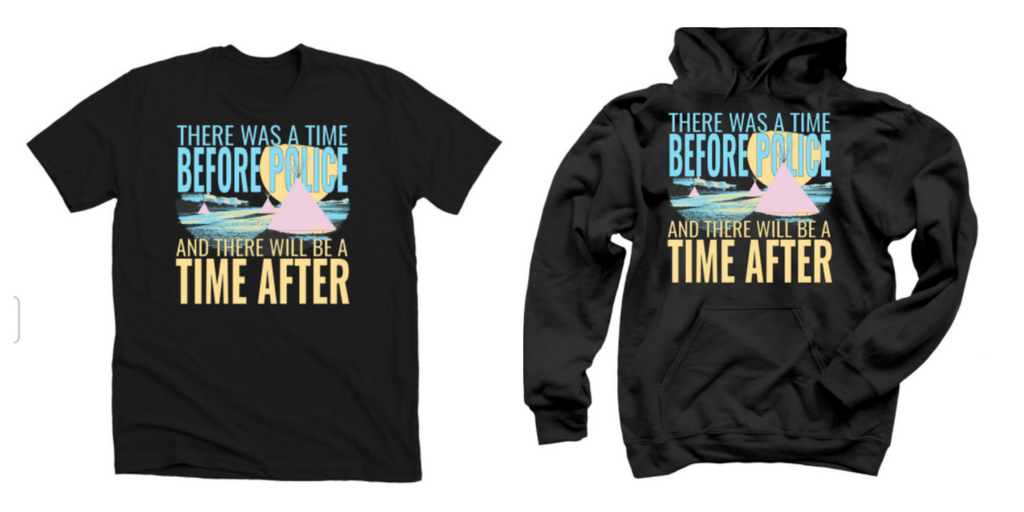 THERE WAS A TIME
BEFORE POLICE
AND THERE WILL BE A
TIME AFTER
THERE WAS A TIME
BEFORE POLICE
AND THERE WILL BE A
TIME AFTER